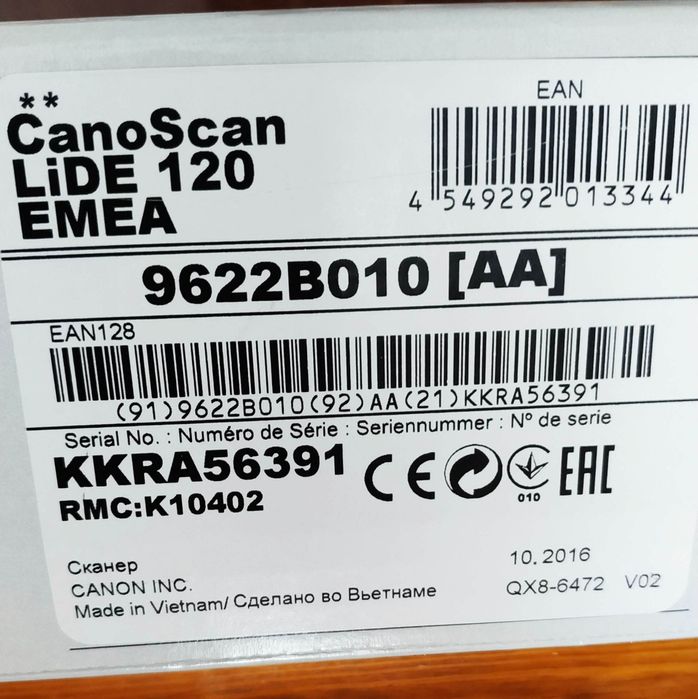 **
CanoScan
LiDE 120
EMEA
EAN
4 549292 013344
9622B010 [AA]
EAN128
(91)9622B010(92)AA(21)KKRA56391
Serial No. : Numéro de Série : Seriennummer : Nº de serie
KKRA56391
RMC:K10402
CE
010
EAC
Сканер
CANON INC.
Made in Vietnam/ Сделано во Вьетнаме
10. 2016
QX8-6472 V02